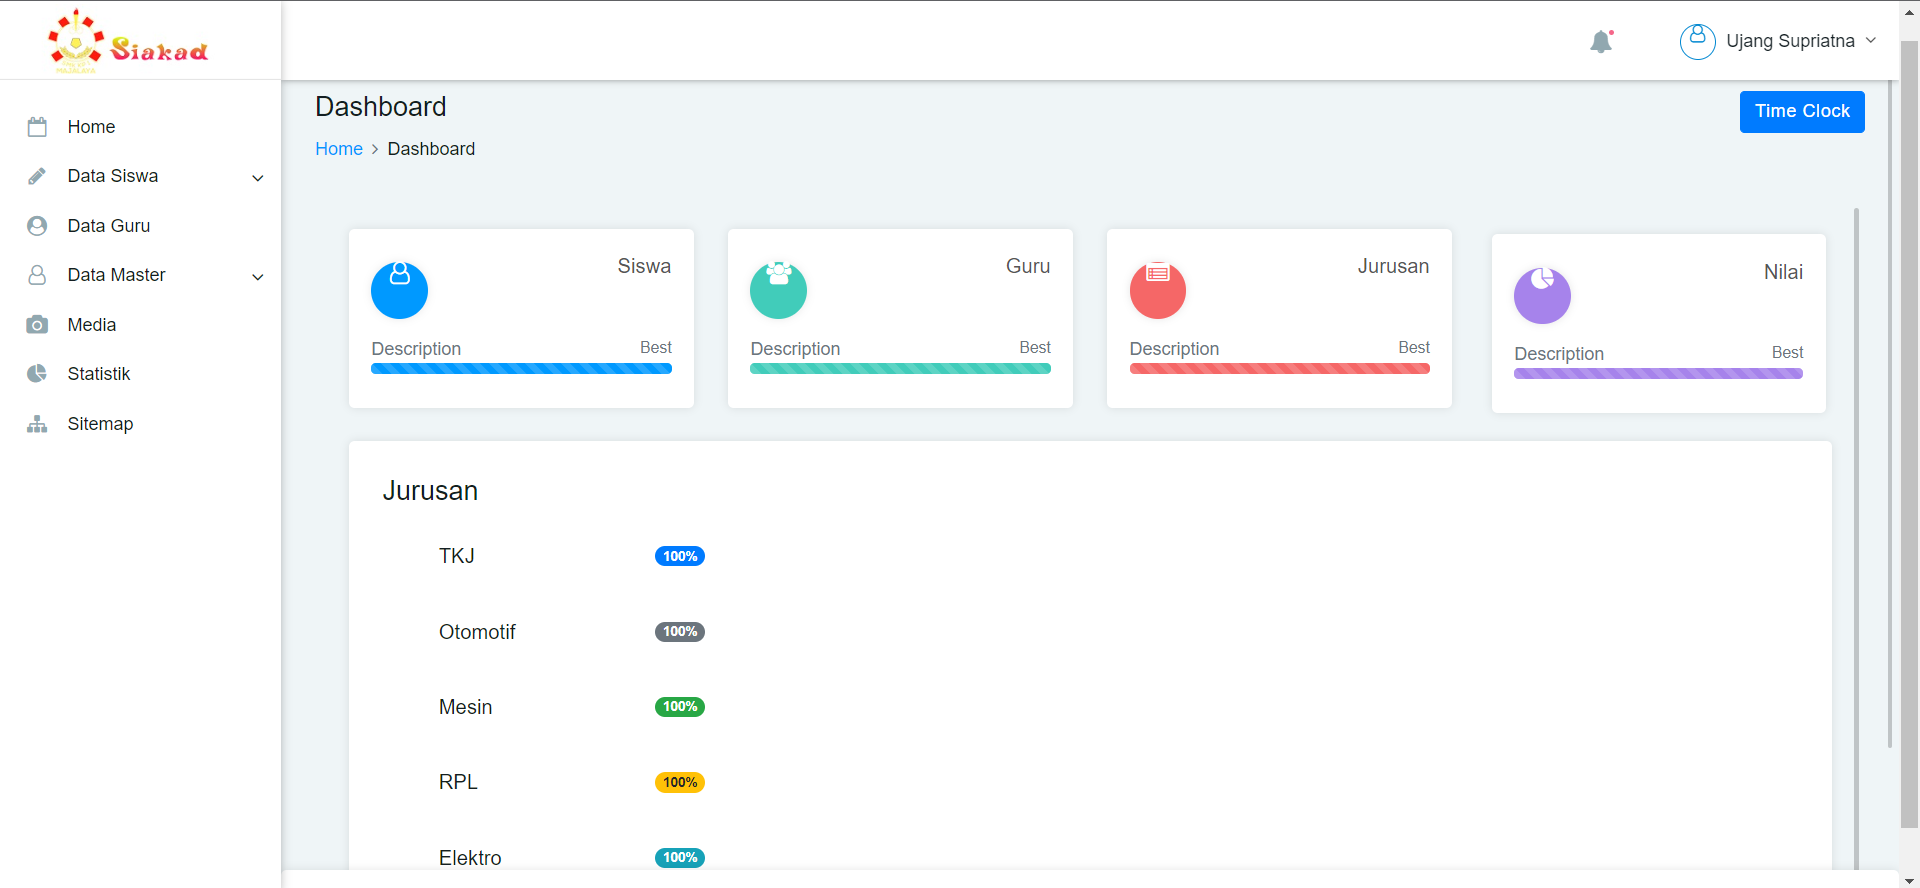 Siakad
Ujang Supriatna
Home
Data Siswa
Data Guru
Data Master
Media
Statistik
Sitemap
Dashboard
Time Clock
Home > Dashboard
Siswa
Description Best
Guru
Description Best
Jurusan
Description Best
Nilai
Description Best
Jurusan
TKJ 100%
Otomotif 100%
Mesin 100%
RPL 100%
Elektro 100%